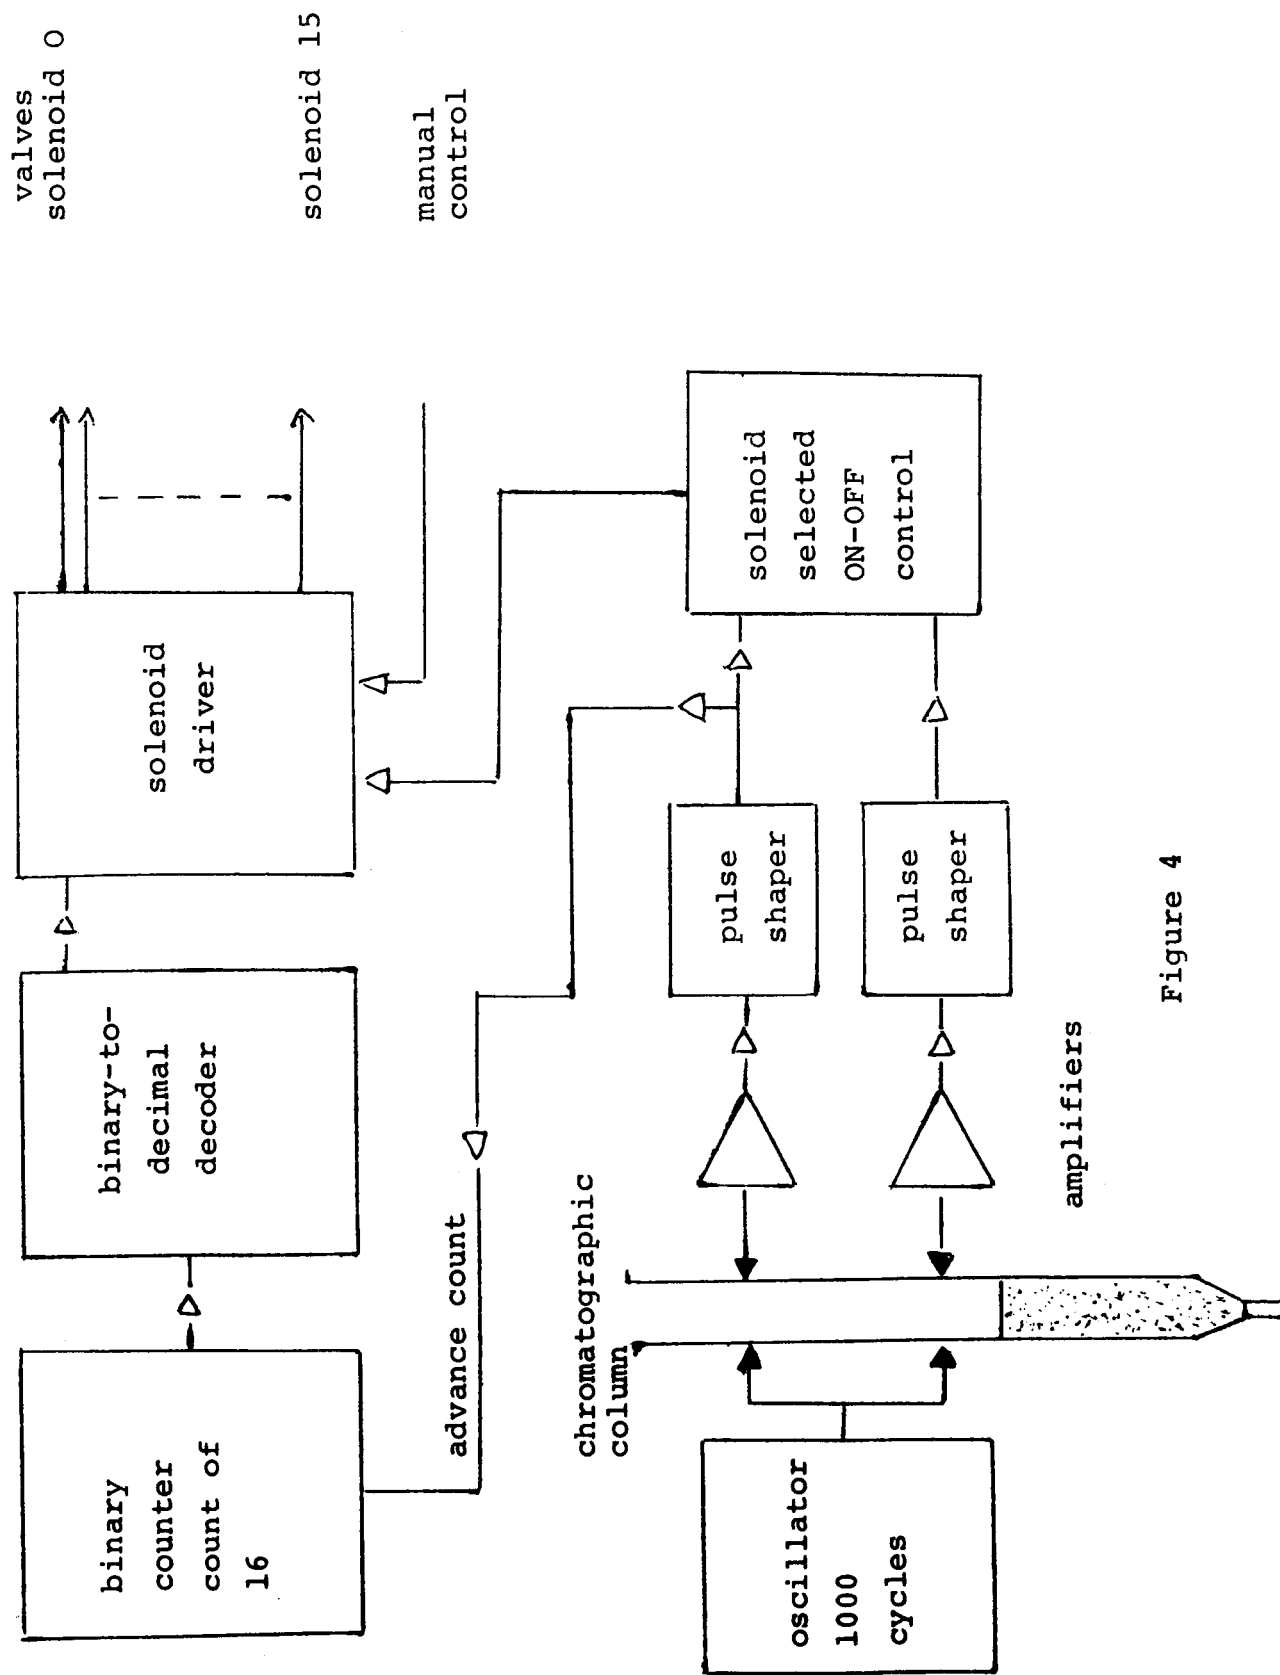 valves
solenoid 0
solenoid 15
manual
control
binary
counter
count of
16
binary-to-
decimal
decoder
solenoid
driver
advance count
chromatographic
column
oscillator
1000
cycles
pulse
shaper
pulse
shaper
solenoid
selected
ON-OFF
control
amplifiers
Figure 4